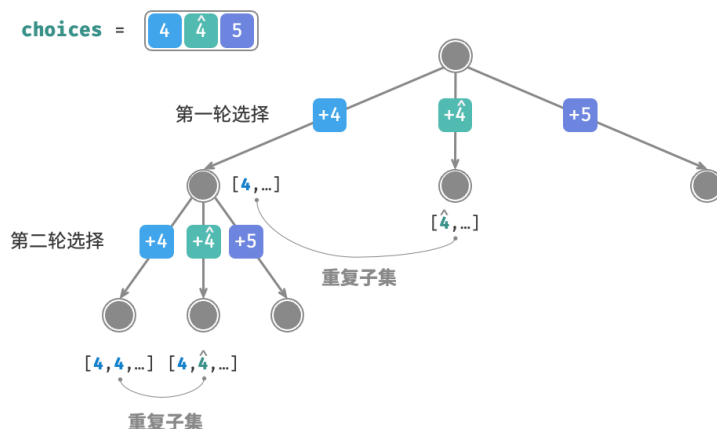 choices = 4 4̂ 5
第一轮选择 +4 +4̂ +5
[4,…]
[4̂,…]
第二轮选择 +4 +4̂ +5
重复子集
[4,4,…] [4,4̂,…]
重复子集